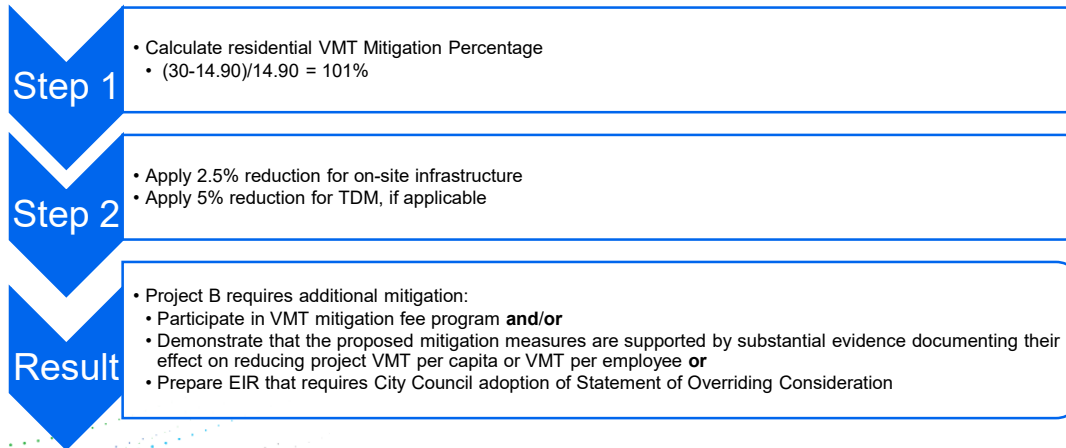 Step 1
• Calculate residential VMT Mitigation Percentage
• (30-14.90)/14.90 = 101%
Step 2
• Apply 2.5% reduction for on-site infrastructure
• Apply 5% reduction for TDM, if applicable
Result
• Project B requires additional mitigation:
• Participate in VMT mitigation fee program and/or
• Demonstrate that the proposed mitigation measures are supported by substantial evidence documenting their
effect on reducing project VMT per capita or VMT per employee or
• Prepare EIR that requires City Council adoption of Statement of Overriding Consideration